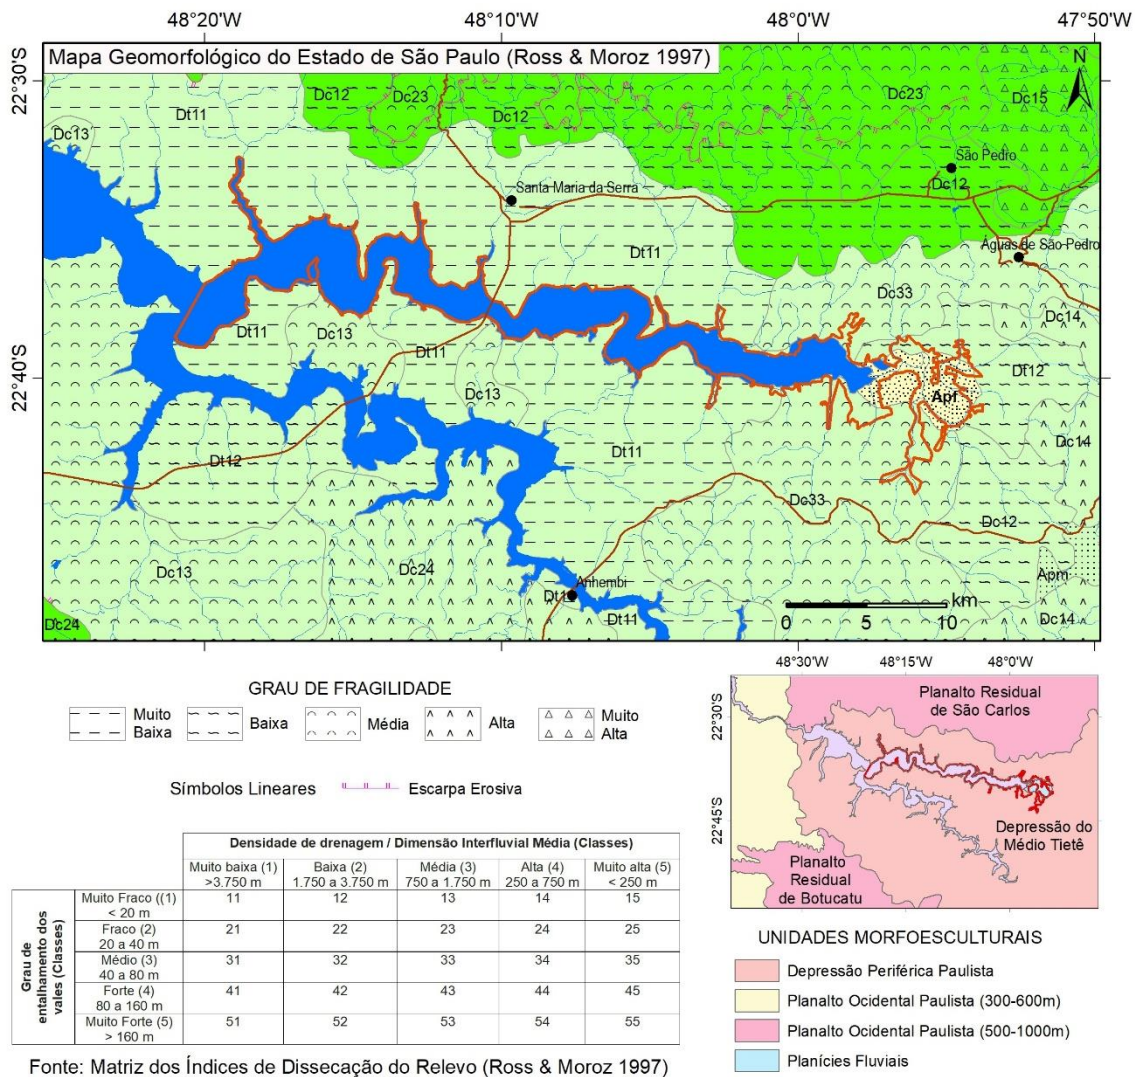 48°20'W 48°10'W 48°0'W 47°50'W
Mapa Geomorfológico do Estado de São Paulo (Ross & Moroz 1997)
N
22°30'S
22°40'S
Dc13
Dt11
Dc12
Dc23
Dc12
Dc23
Dc15
São Pedro
Dc12
Santa Maria da Serra
Águas de São Pedro
Dt11
Dc33
Dc14
Dt11
Dc13
Dt11
Dc13
Dt12
Apf
Dt12
Dt11
Dc14
Dc33
Dc12
Dc13
Dc24
Apm
Anhembi
Dt11
Dc24
Dc14
km
0 5 10
GRAU DE FRAGILIDADE
Muito Baixa
Baixa
Média
Alta
Muito Alta
Símbolos Lineares
Escarpa Erosiva
48°30'W 48°15'W 48°0'W
22°30'S
22°45'S
Planalto Residual
de São Carlos
Depressão do
Médio Tietê
Planalto
Residual
de Botucatu
Densidade de drenagem / Dimensão Interfluvial Média (Classes)
Muito baixa (1) Baixa (2) Média (3) Alta (4) Muito alta (5)
>3.750 m 1.750 a 3.750 m 750 a 1.750 m 250 a 750 m < 250 m
Grau de
entalhamento dos
vales (Classes)
Muito Fraco ((1) 11 12 13 14 15
< 20 m
Fraco (2) 21 22 23 24 25
20 a 40 m
Médio (3) 31 32 33 34 35
40 a 80 m
Forte (4) 41 42 43 44 45
80 a 160 m
Muito Forte (5) 51 52 53 54 55
> 160 m
Fonte: Matriz dos Índices de Dissecação do Relevo (Ross & Moroz 1997)
UNIDADES MORFOESCULTURAIS
Depressão Periférica Paulista
Planalto Ocidental Paulista (300-600m)
Planalto Ocidental Paulista (500-1000m)
Planícies Fluviais